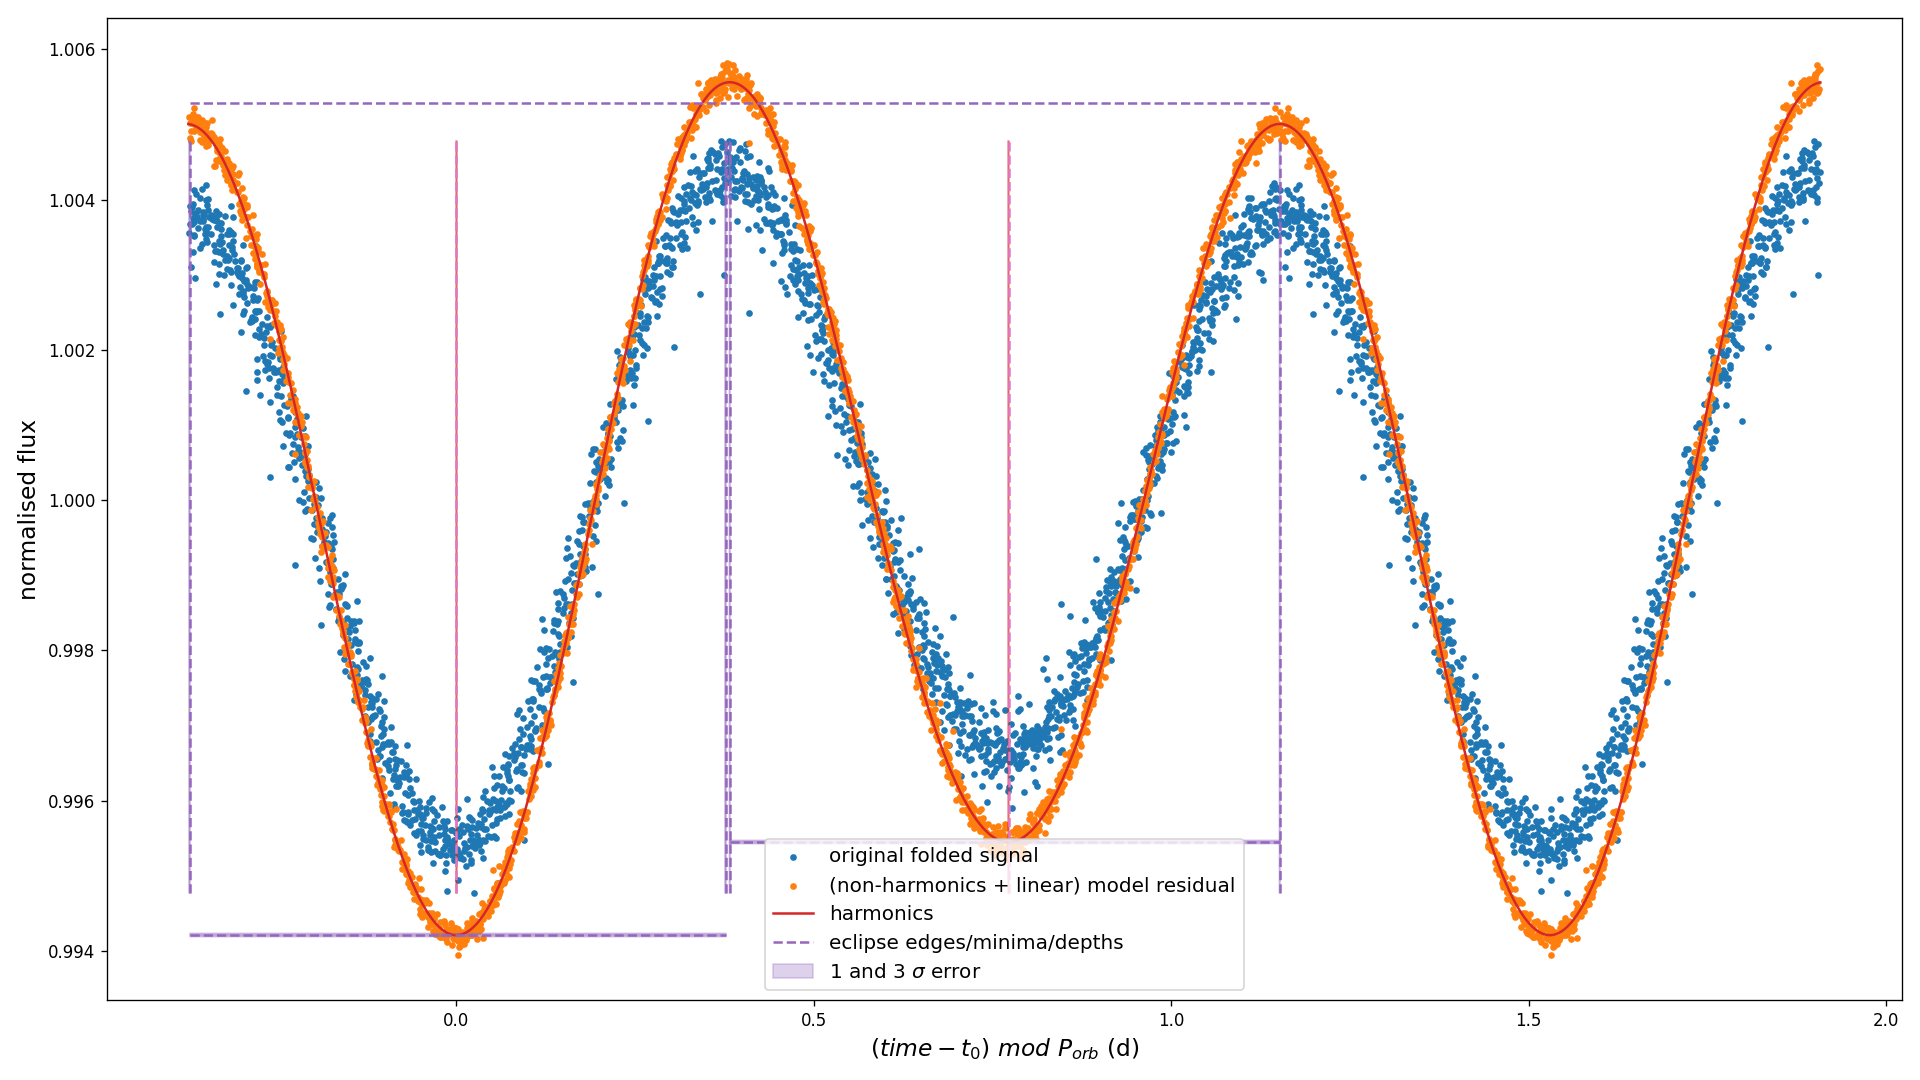 1.006
1.004
1.002
1.000
0.998
0.996
0.994
normalised flux
original folded signal
(non-harmonics + linear) model residual
harmonics
eclipse edges/minima/depths
1 and 3 σ error
0.0 0.5 1.0 1.5 2.0
(time − t₀) mod Pₒᵣb (d)